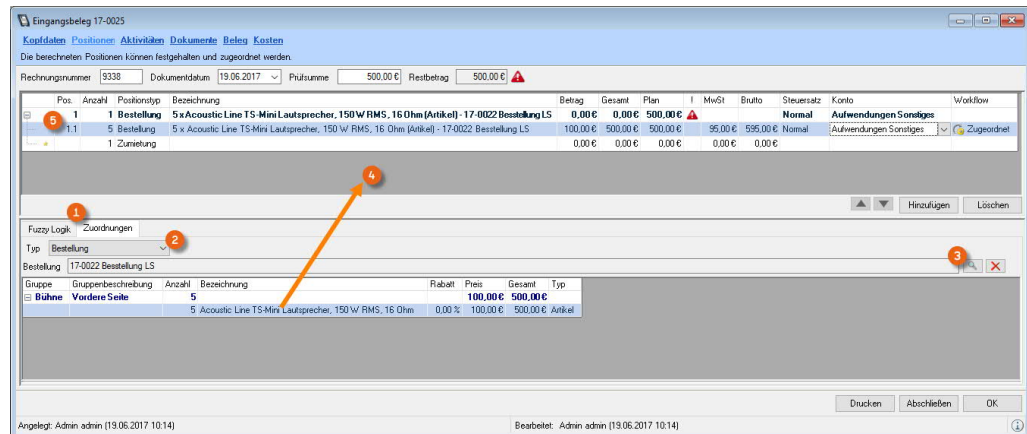 Eingangsbeleg 17-0025
Kopfdaten Positionen Aktivitäten Dokumente Beleg Kosten
Die berechneten Positionen können festgehalten und zugeordnet werden.
Rechnungsnummer 9338 Dokumentdatum 19.06.2017 Prüfsumme 500,00 € Restbetrag 500,00 €
Pos. Anzahl Positionstyp Bezeichnung Betrag Gesamt Plan ! MwSt Brutto Steuersatz Konto Workflow
1 1 Bestellung 5 x Acoustic Line TS-Mini Lautsprecher, 150 W RMS, 16 Ohm (Artikel) - 17-0022 Besstellung LS 0,00 € 0,00 € 500,00 € Normal Aufwendungen Sonstiges
5
1.1 5 Bestellung 5 x Acoustic Line TS-Mini Lautsprecher, 150 W RMS, 16 Ohm (Artikel) - 17-0022 Besstellung LS 100,00 € 500,00 € 500,00 € 95,00 € 595,00 € Normal Aufwendungen Sonstiges Zugeordnet
1 Zumietung 0,00 € 0,00 € 0,00 € 0,00 € 0,00 €
4
Hinzufügen Löschen
1
Fuzzy Logik Zuordnungen
2
Typ Bestellung
3
Bestellung 17-0022 Besstellung LS
Gruppe Gruppenbeschreibung Anzahl Bezeichnung Rabatt Preis Gesamt Typ
Bühne Vordere Seite 5 100,00 € 500,00 €
5 Acoustic Line TS-Mini Lautsprecher, 150 W RMS, 16 Ohm 0,00 % 100,00 € 500,00 € Artikel
Drucken Abschließen OK
Angelegt: Admin admin (19.06.2017 10:14) Bearbeitet: Admin admin (19.06.2017 10:14)